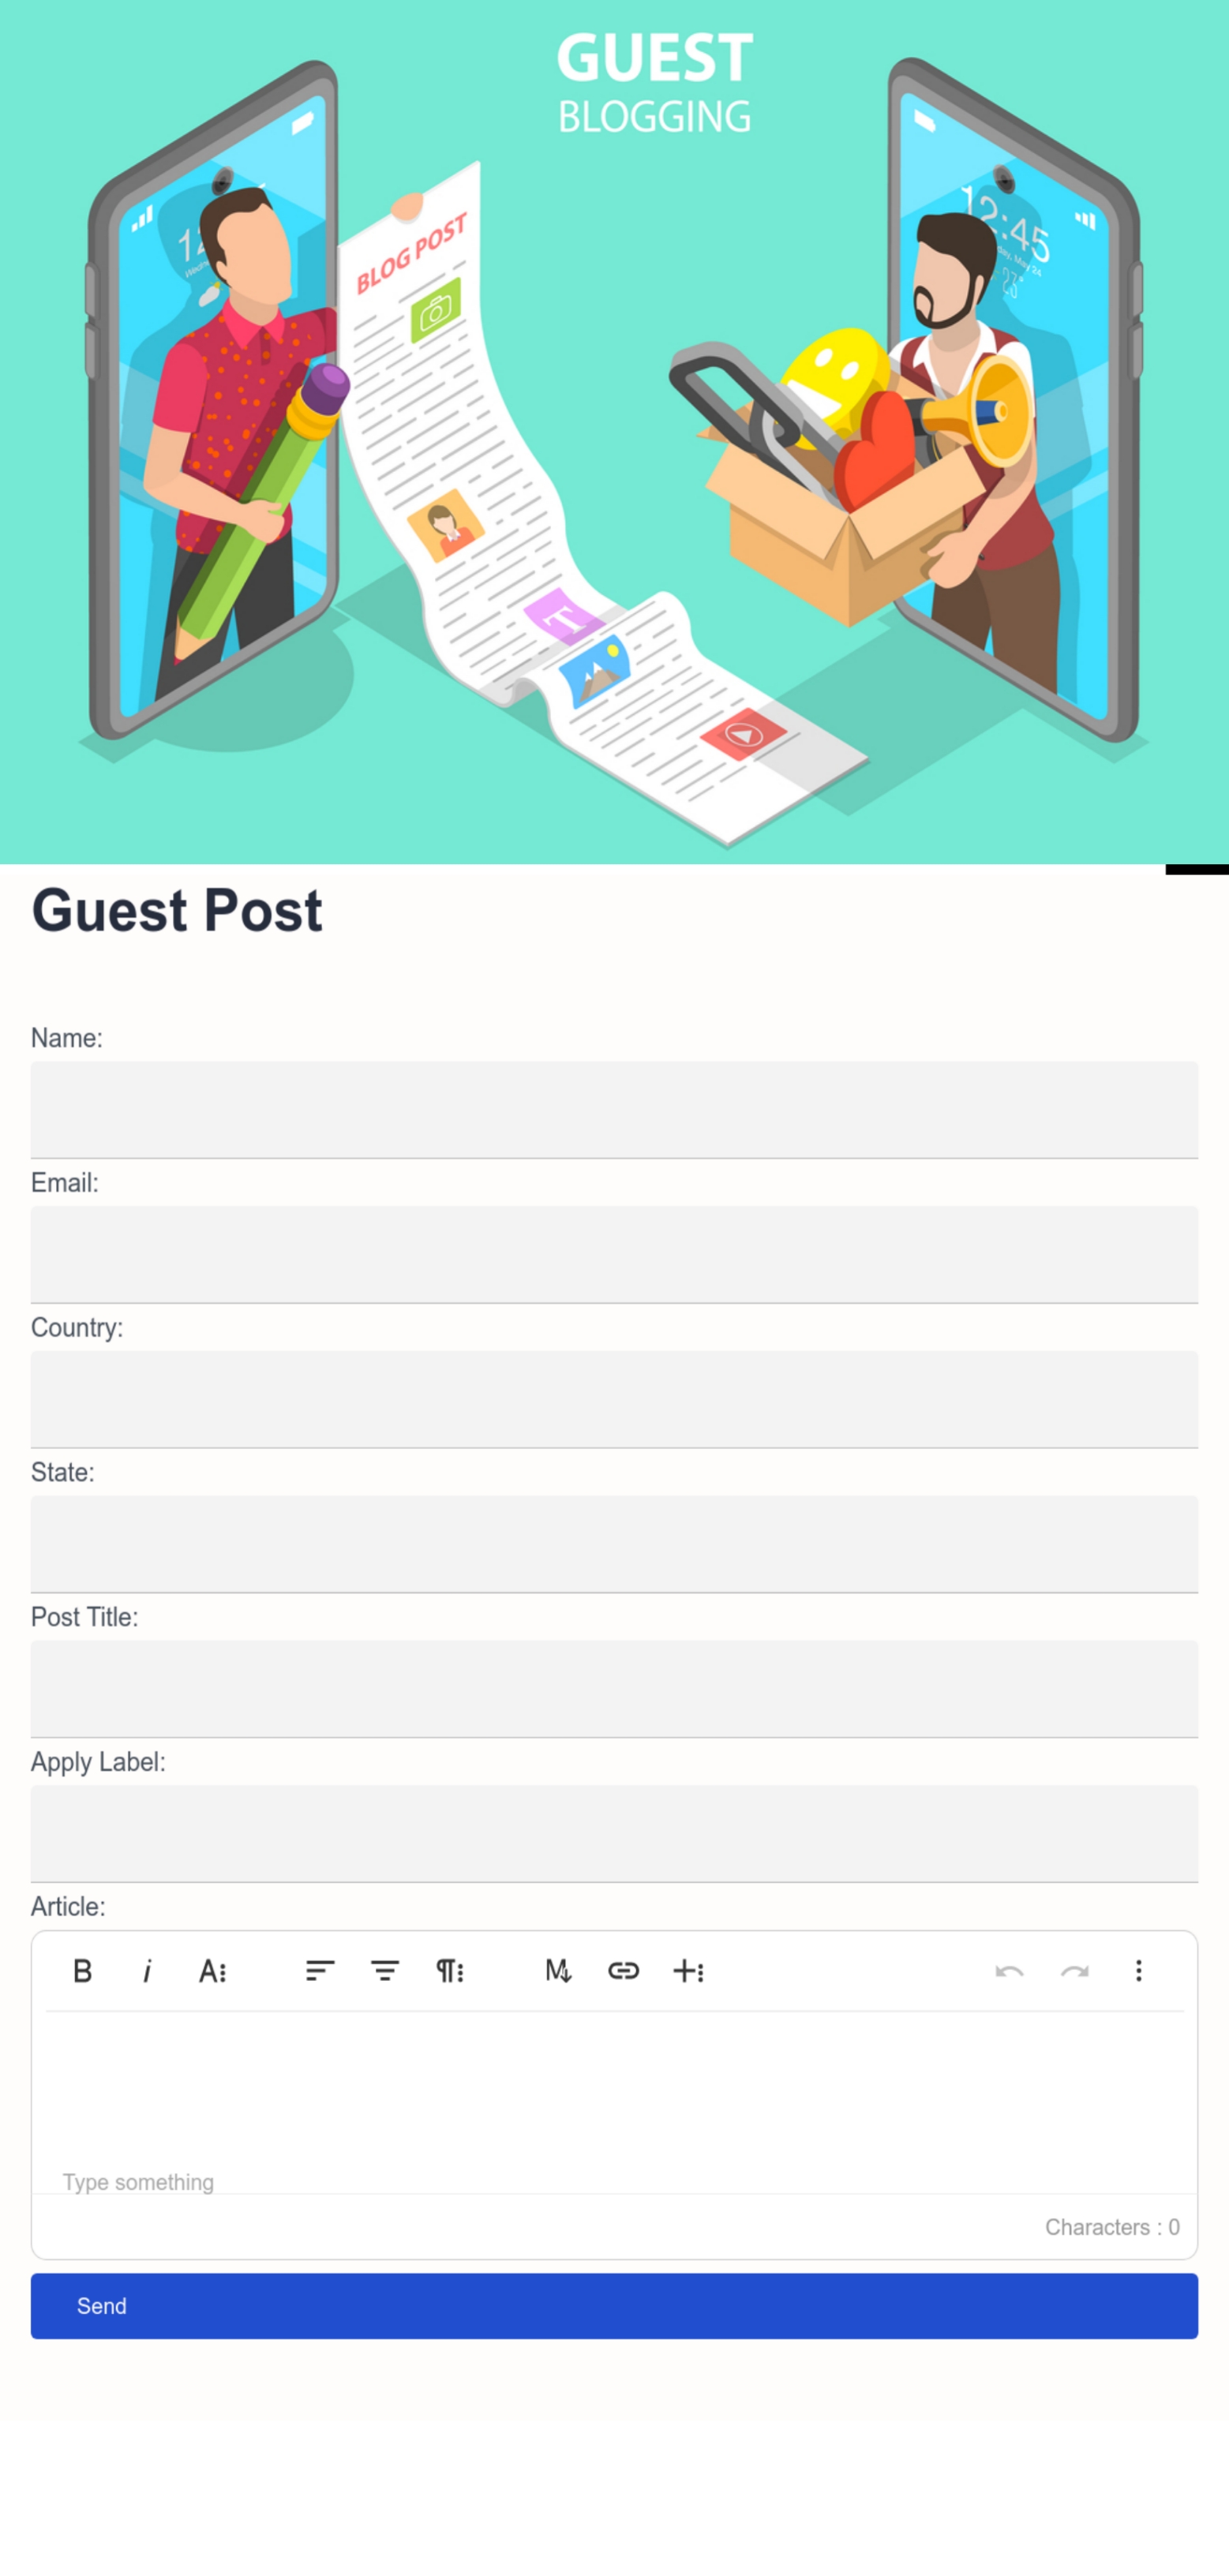 GUEST
BLOGGING
BLOG POST
12:45
Guest Post
Name:
Email:
Country:
State:
Post Title:
Apply Label:
Article:
B i A
Type something
Characters : 0
Send